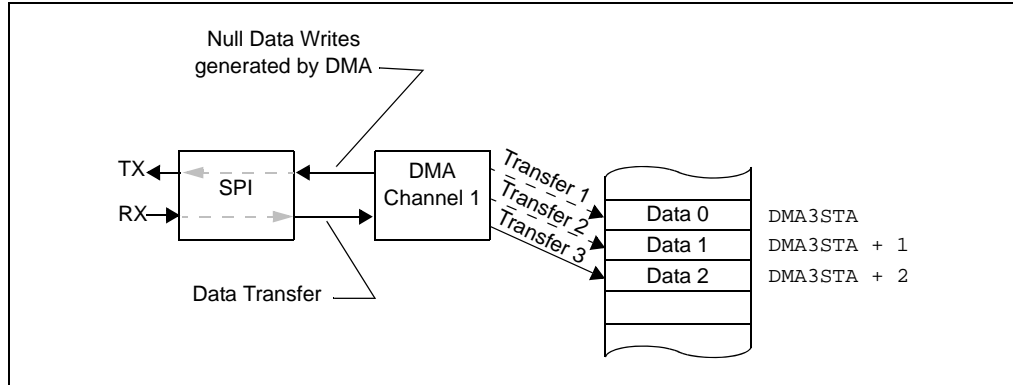 Null Data Writes
generated by DMA
TX
SPI
RX
DMA
Channel 1
Transfer 1
Transfer 2
Transfer 3
Data 0
DMA3STA
Data 1
DMA3STA + 1
Data 2
DMA3STA + 2
Data Transfer